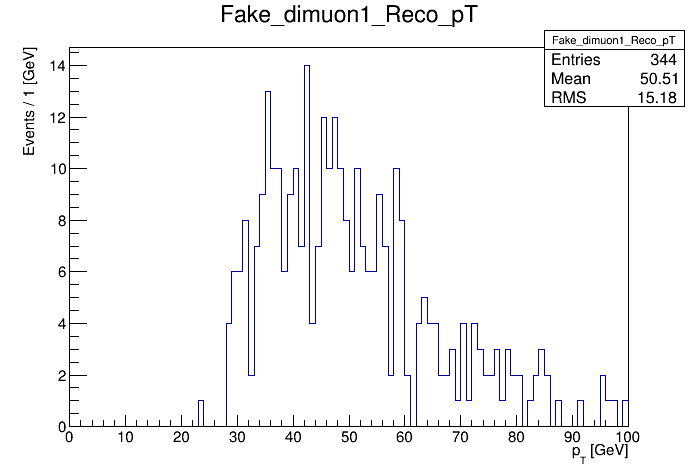 Fake_dimuon1_Reco_pT
Fake_dimuon1_Reco_pT
Entries 344
Mean 50.51
RMS 15.18
Events / 1 [GeV]
14
12
10
8
6
4
2
0
0 10 20 30 40 50 60 70 80 90 100
p_T [GeV]